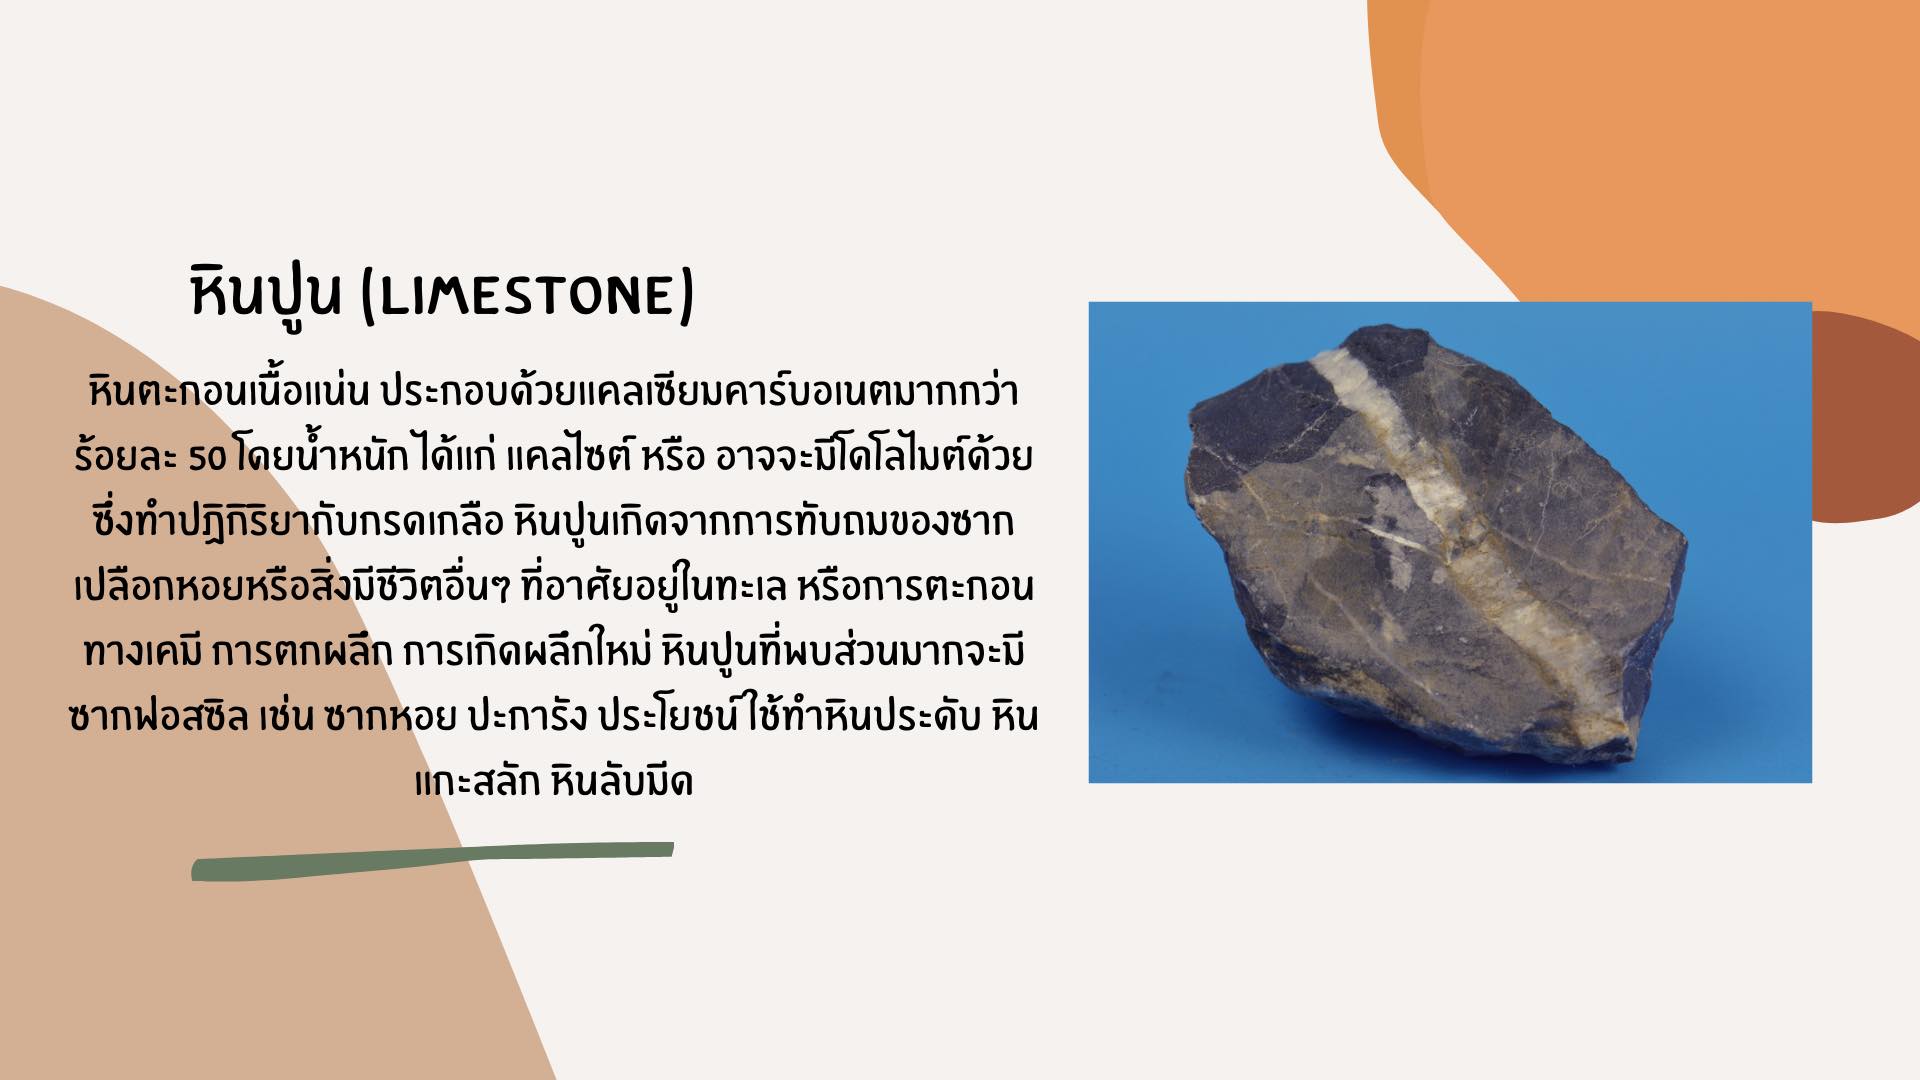 หินปูน (LIMESTONE)
หินตะกอนเนื้อแน่น ประกอบด้วยแคลเซียมคาร์บอเนตมากกว่า
ร้อยละ 50 โดยน้ำหนัก ได้แก่ แคลไซต์ หรือ อาจจะมีโดโลไมต์ด้วย
ซึ่งทำปฏิกิริยากับกรดเกลือ หินปูนเกิดจากการทับถมของซาก
เปลือกหอยหรือสิ่งมีชีวิตอื่นๆ ที่อาศัยอยู่ในทะเล หรือการตะกอน
ทางเคมี การตกผลึก การเกิดผลึกใหม่ หินปูนที่พบส่วนมากจะมี
ซากฟอสซิล เช่น ซากหอย ปะการัง ประโยชน์ ใช้ทำหินประดับ หิน
แกะสลัก หินลับมีด